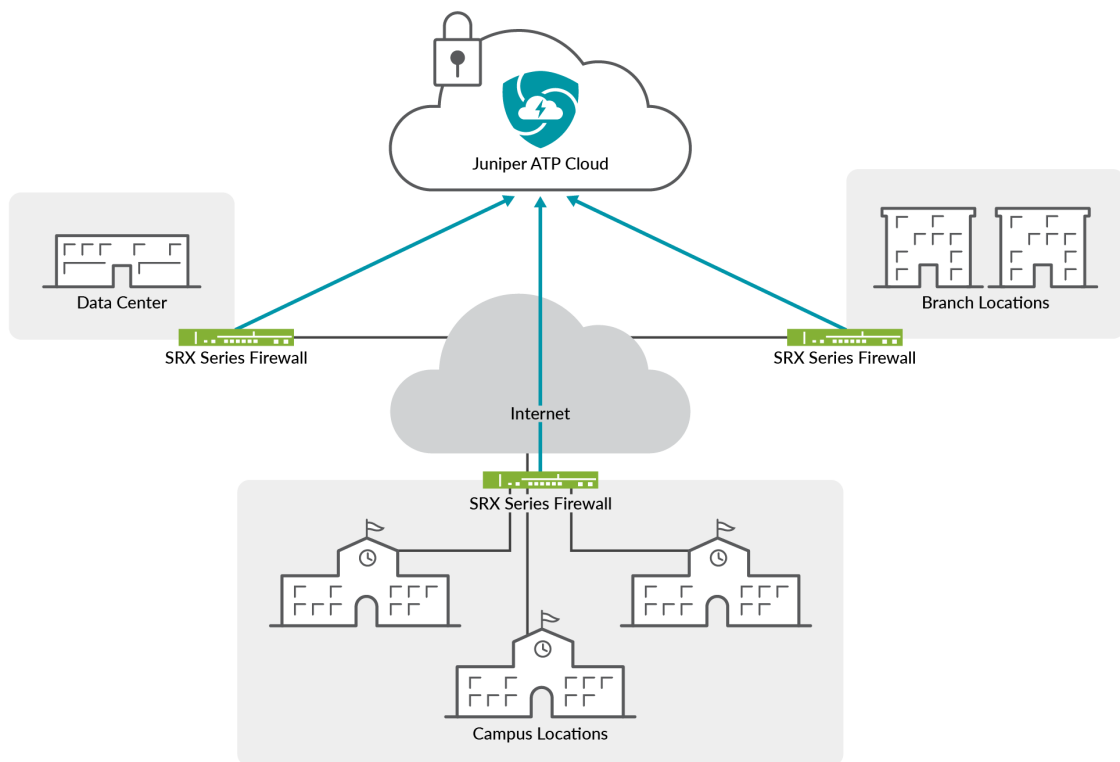 Juniper ATP Cloud
Data Center
Branch Locations
SRX Series Firewall
SRX Series Firewall
Internet
SRX Series Firewall
Campus Locations